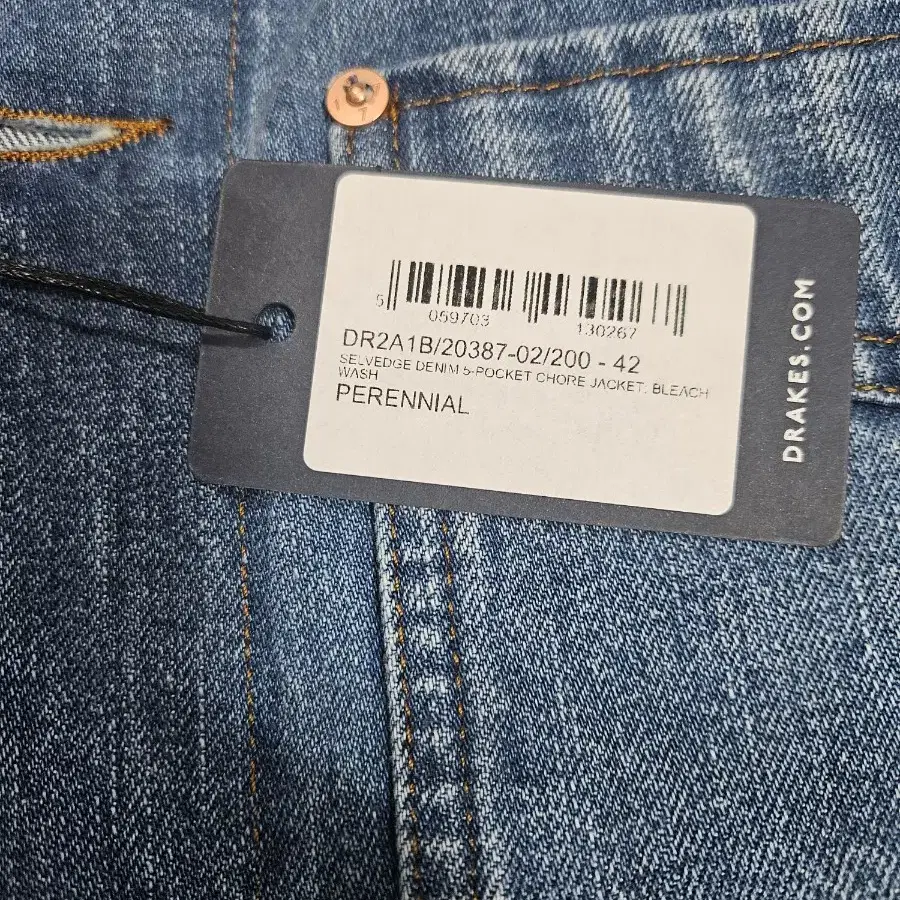 5 059703 130267
DR2A1B/20387-02/200 - 42
SELVEDGE DENIM 5-POCKET CHORE JACKET, BLEACH
WASH
PERENNIAL
DRAKES.COM